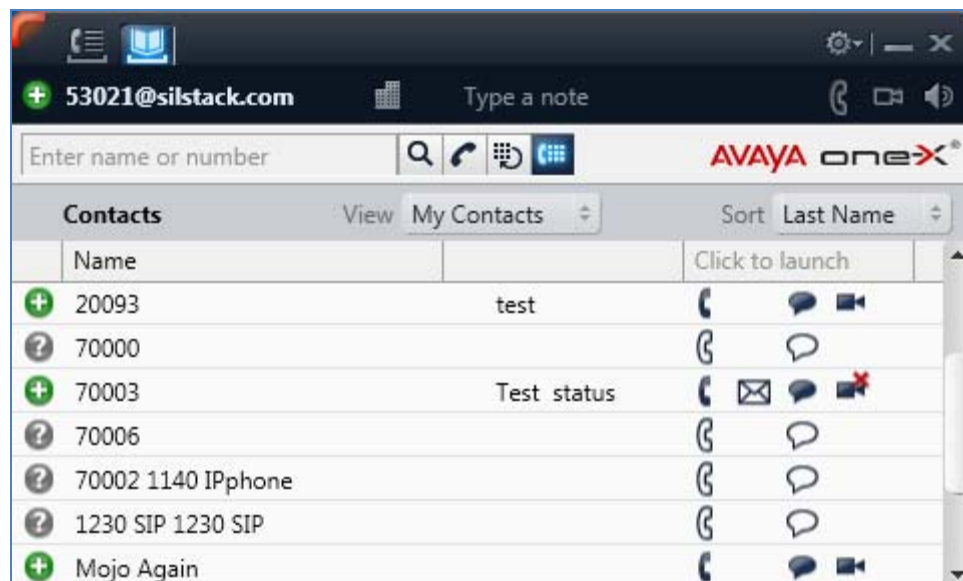 53021@silstack.com Type a note
Enter name or number AVAYA one-X®
Contacts View My Contacts Sort Last Name
Name Click to launch
20093 test
70000
70003 Test status
70006
70002 1140 IPphone
1230 SIP 1230 SIP
Mojo Again